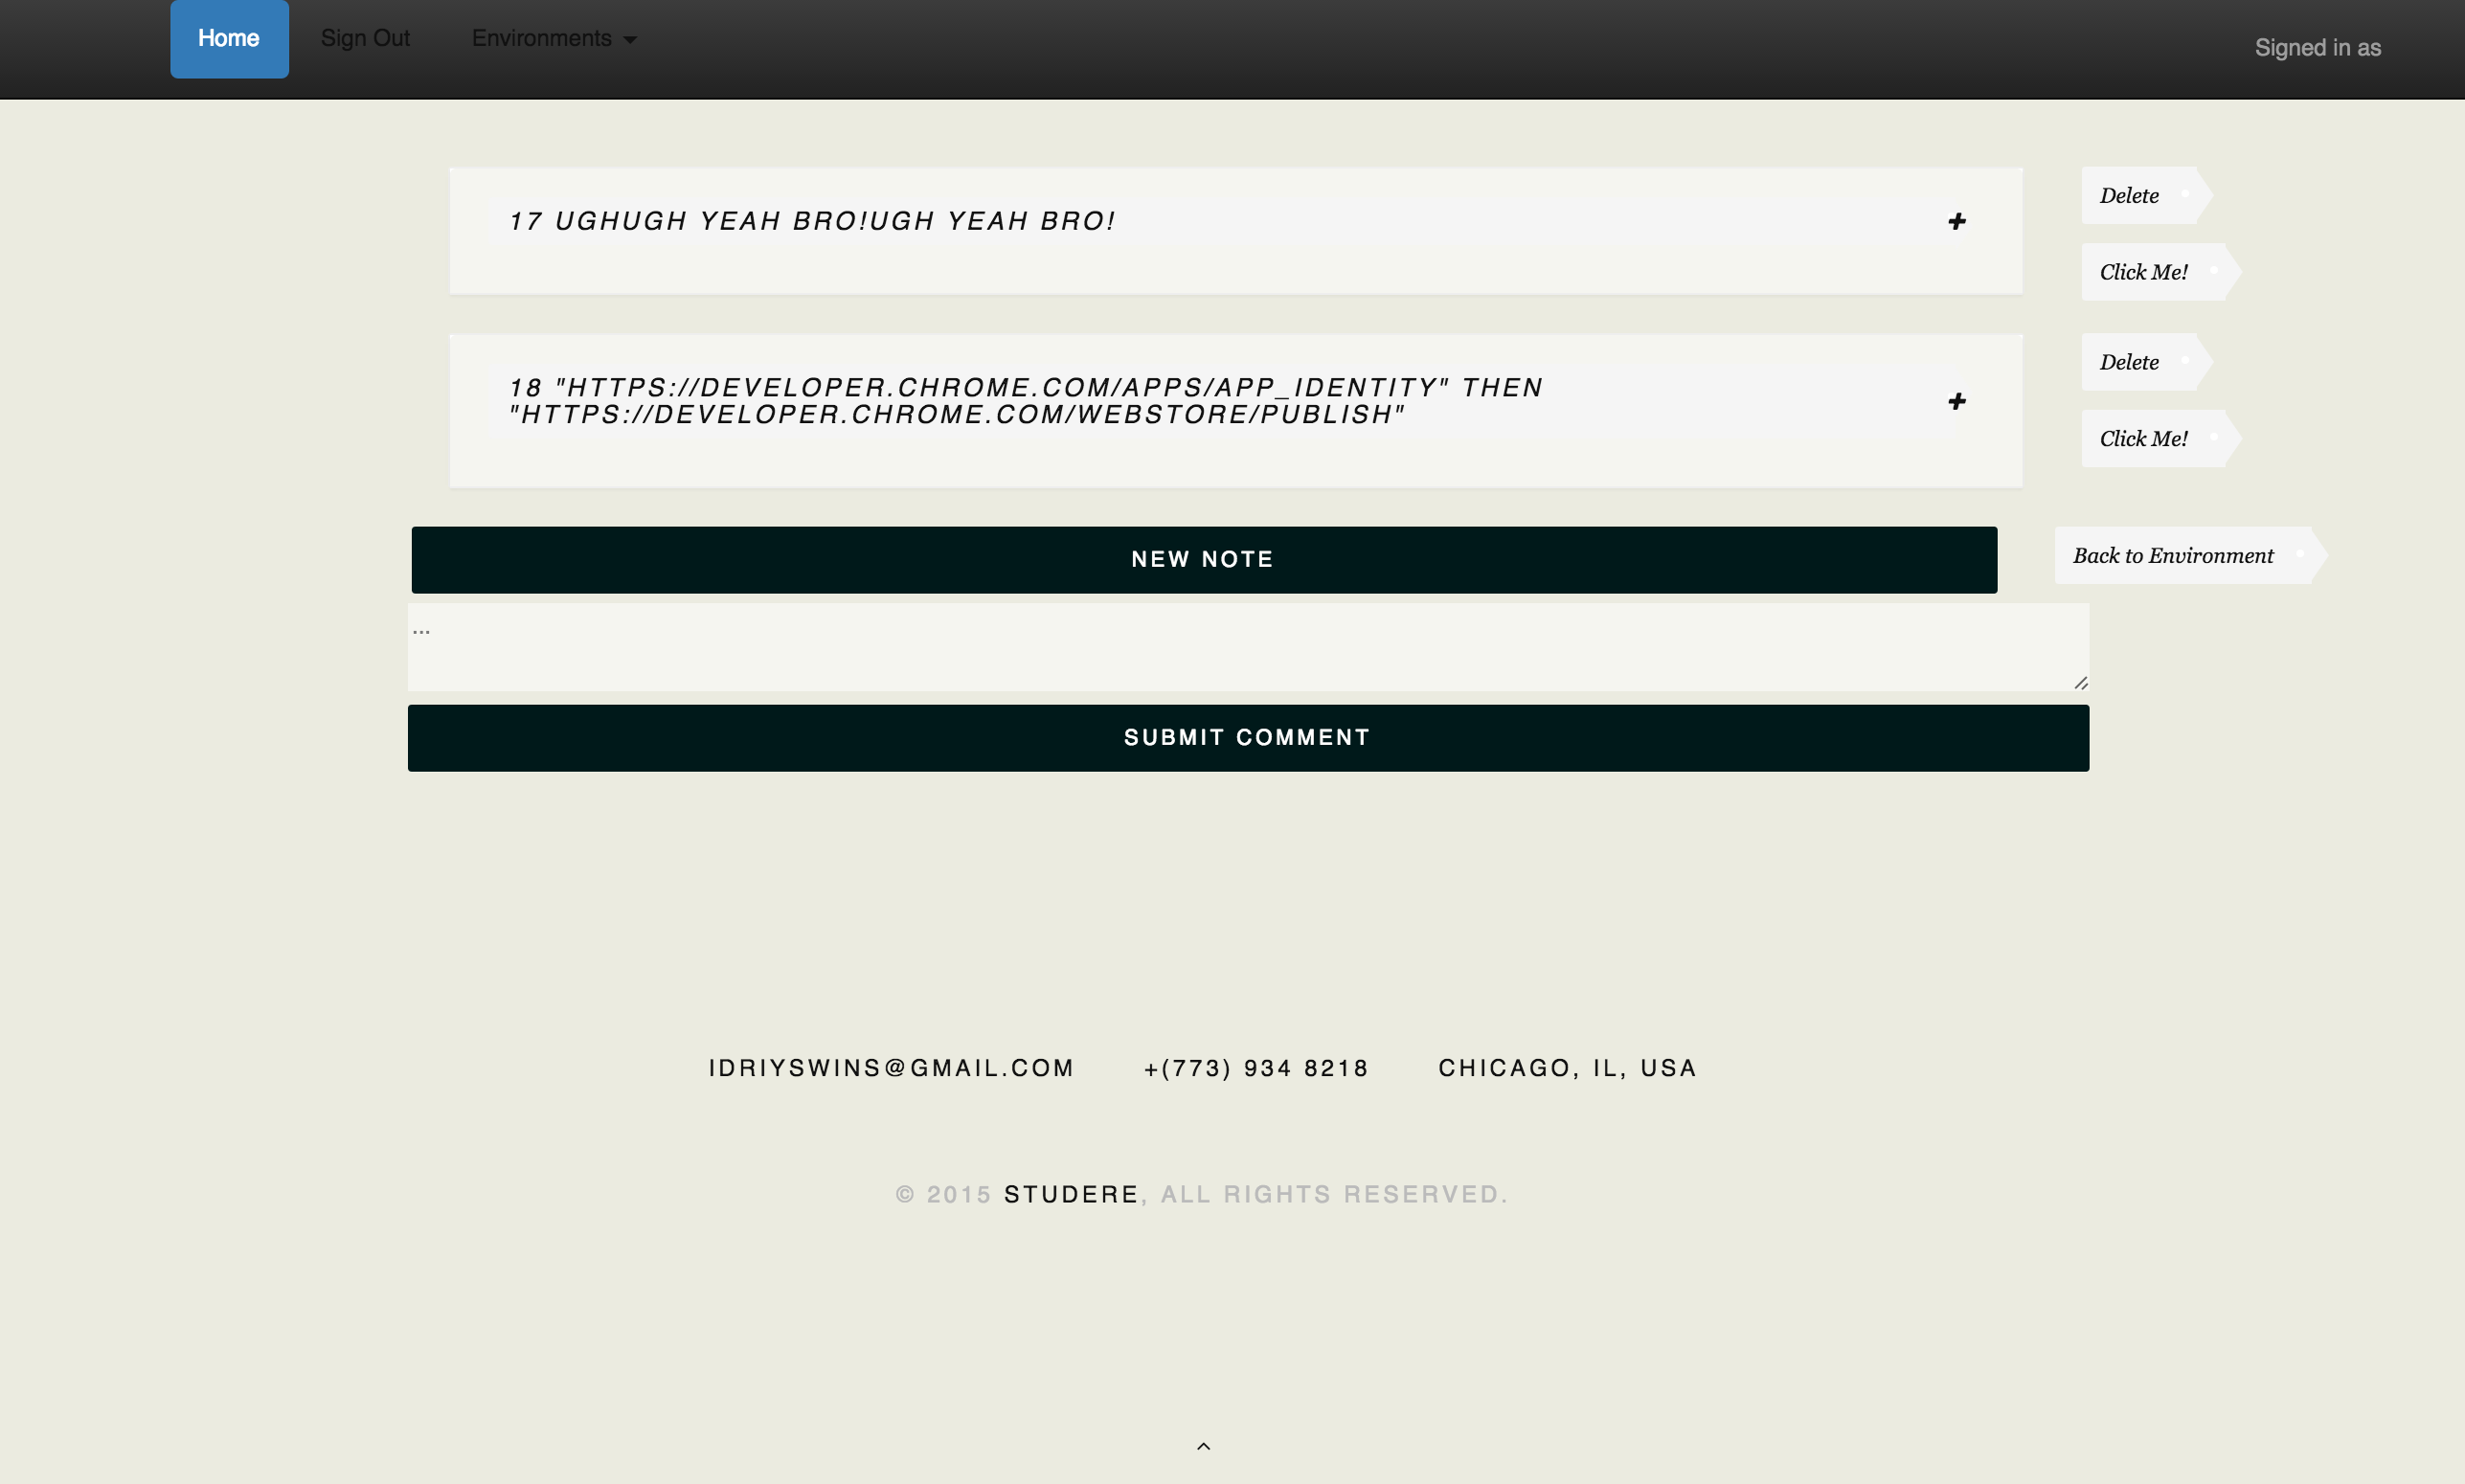 Home Sign Out Environments Signed in as
17 UGHUGH YEAH BRO!UGH YEAH BRO! +
Delete
Click Me!
18 "HTTPS://DEVELOPER.CHROME.COM/APPS/APP_IDENTITY" THEN
"HTTPS://DEVELOPER.CHROME.COM/WEBSTORE/PUBLISH" +
Delete
Click Me!
NEW NOTE
Back to Environment
...
SUBMIT COMMENT
IDRIYSWINS@GMAIL.COM +(773) 934 8218 CHICAGO, IL, USA
© 2015 STUDERE, ALL RIGHTS RESERVED.